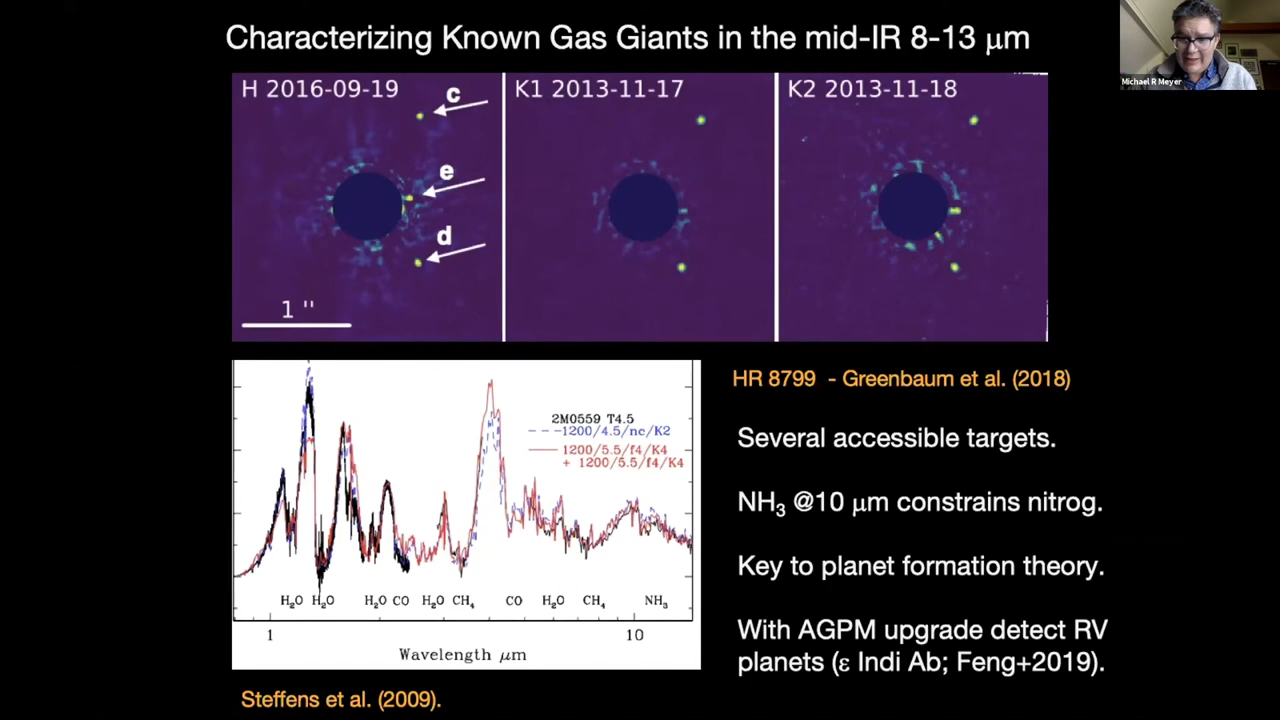 Characterizing Known Gas Giants in the mid-IR 8-13 μm
Michael R Meyer
H 2016-09-19
K1 2013-11-17
K2 2013-11-18
c
e
d
1 "
2M0559 T4.5
1200/4.5/nc/K2
1200/5.5/f4/K4
+ 1200/5.5/f4/K4
H₂O H₂O H₂O CO H₂O CH₄ CO H₂O CH₄ NH₃
1 10
Wavelength μm
Steffens et al. (2009).
HR 8799 - Greenbaum et al. (2018)
Several accessible targets.
NH₃ @10 μm constrains nitrog.
Key to planet formation theory.
With AGPM upgrade detect RV
planets (ε Indi Ab; Feng+2019).